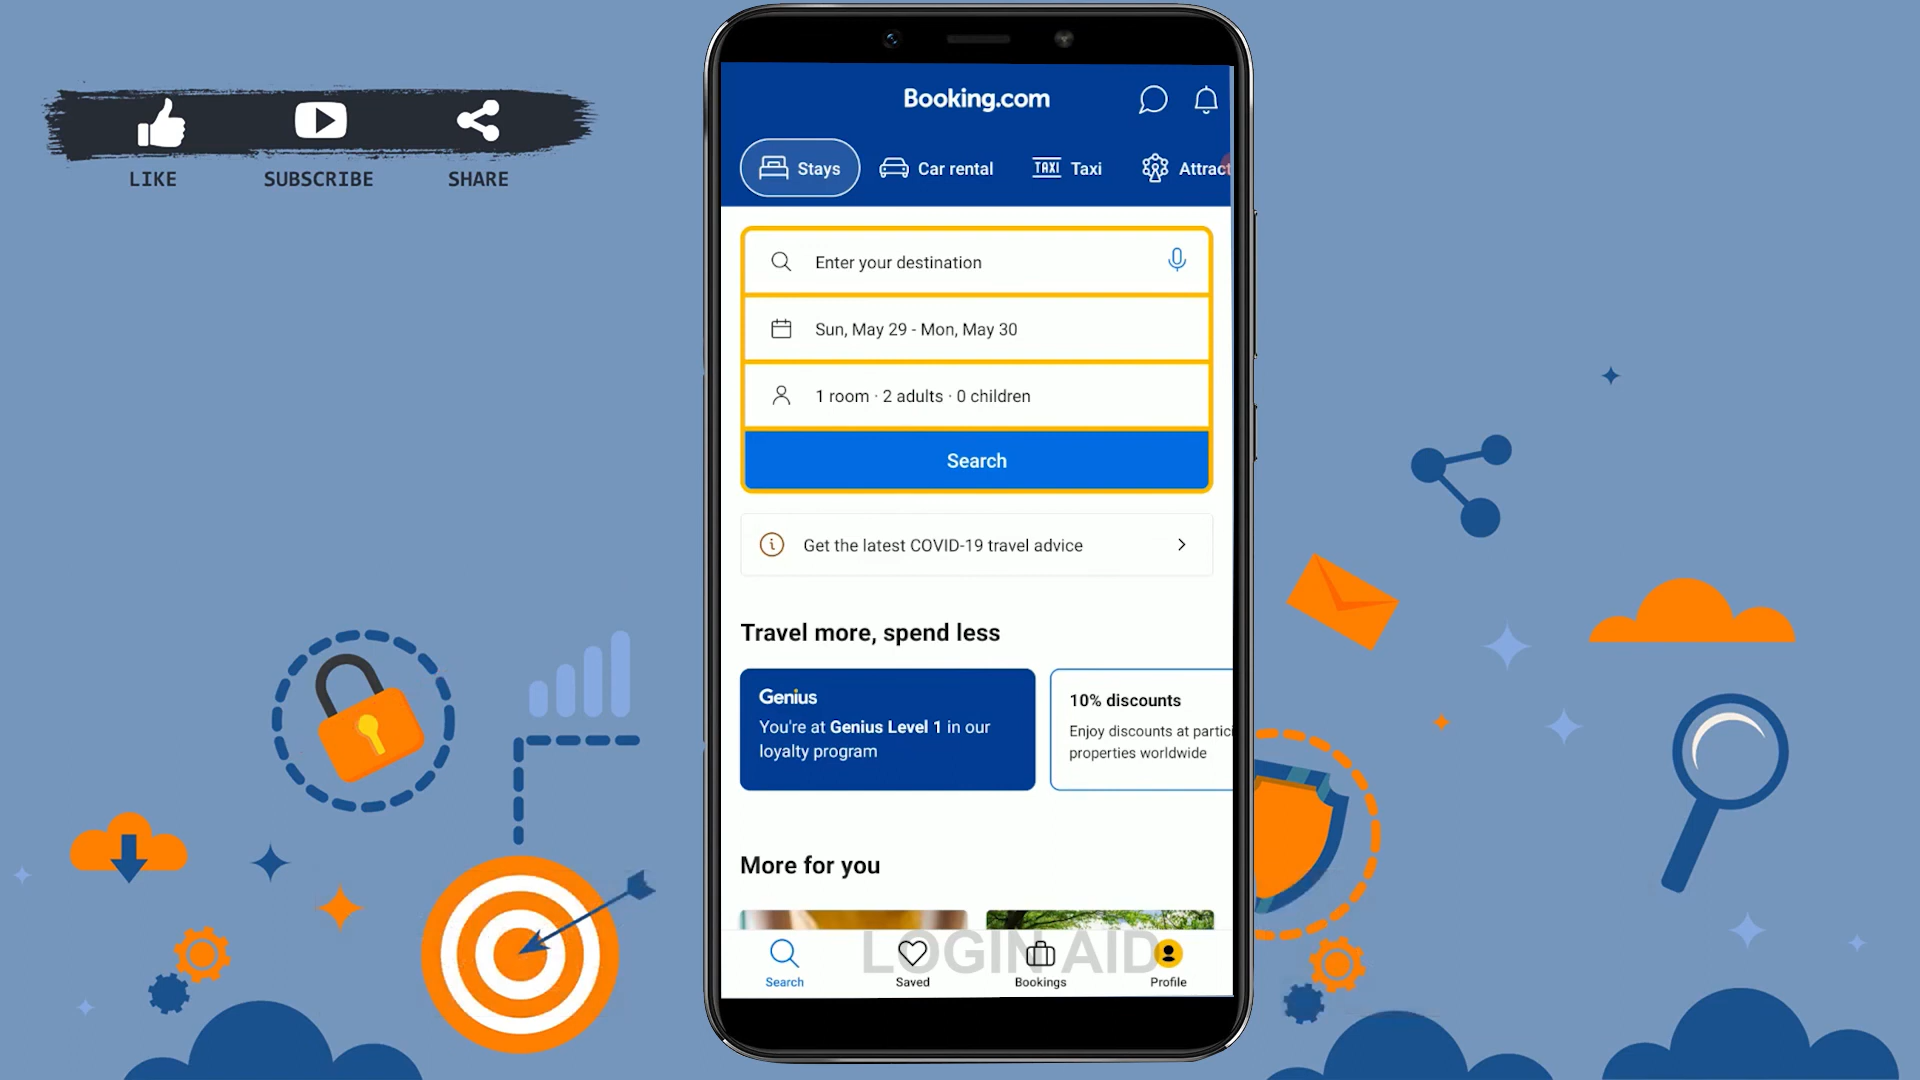 LIKE
SUBSCRIBE
SHARE
Booking.com
Stays
Car rental
TAXI
Taxi
Attract
Enter your destination
Sun, May 29 - Mon, May 30
1 room · 2 adults · 0 children
Search
Get the latest COVID-19 travel advice
Travel more, spend less
Genius
You're at Genius Level 1 in our
loyalty program
10% discounts
Enjoy discounts at partici
properties worldwide
More for you
LOGIN AID
Search
Saved
Bookings
Profile